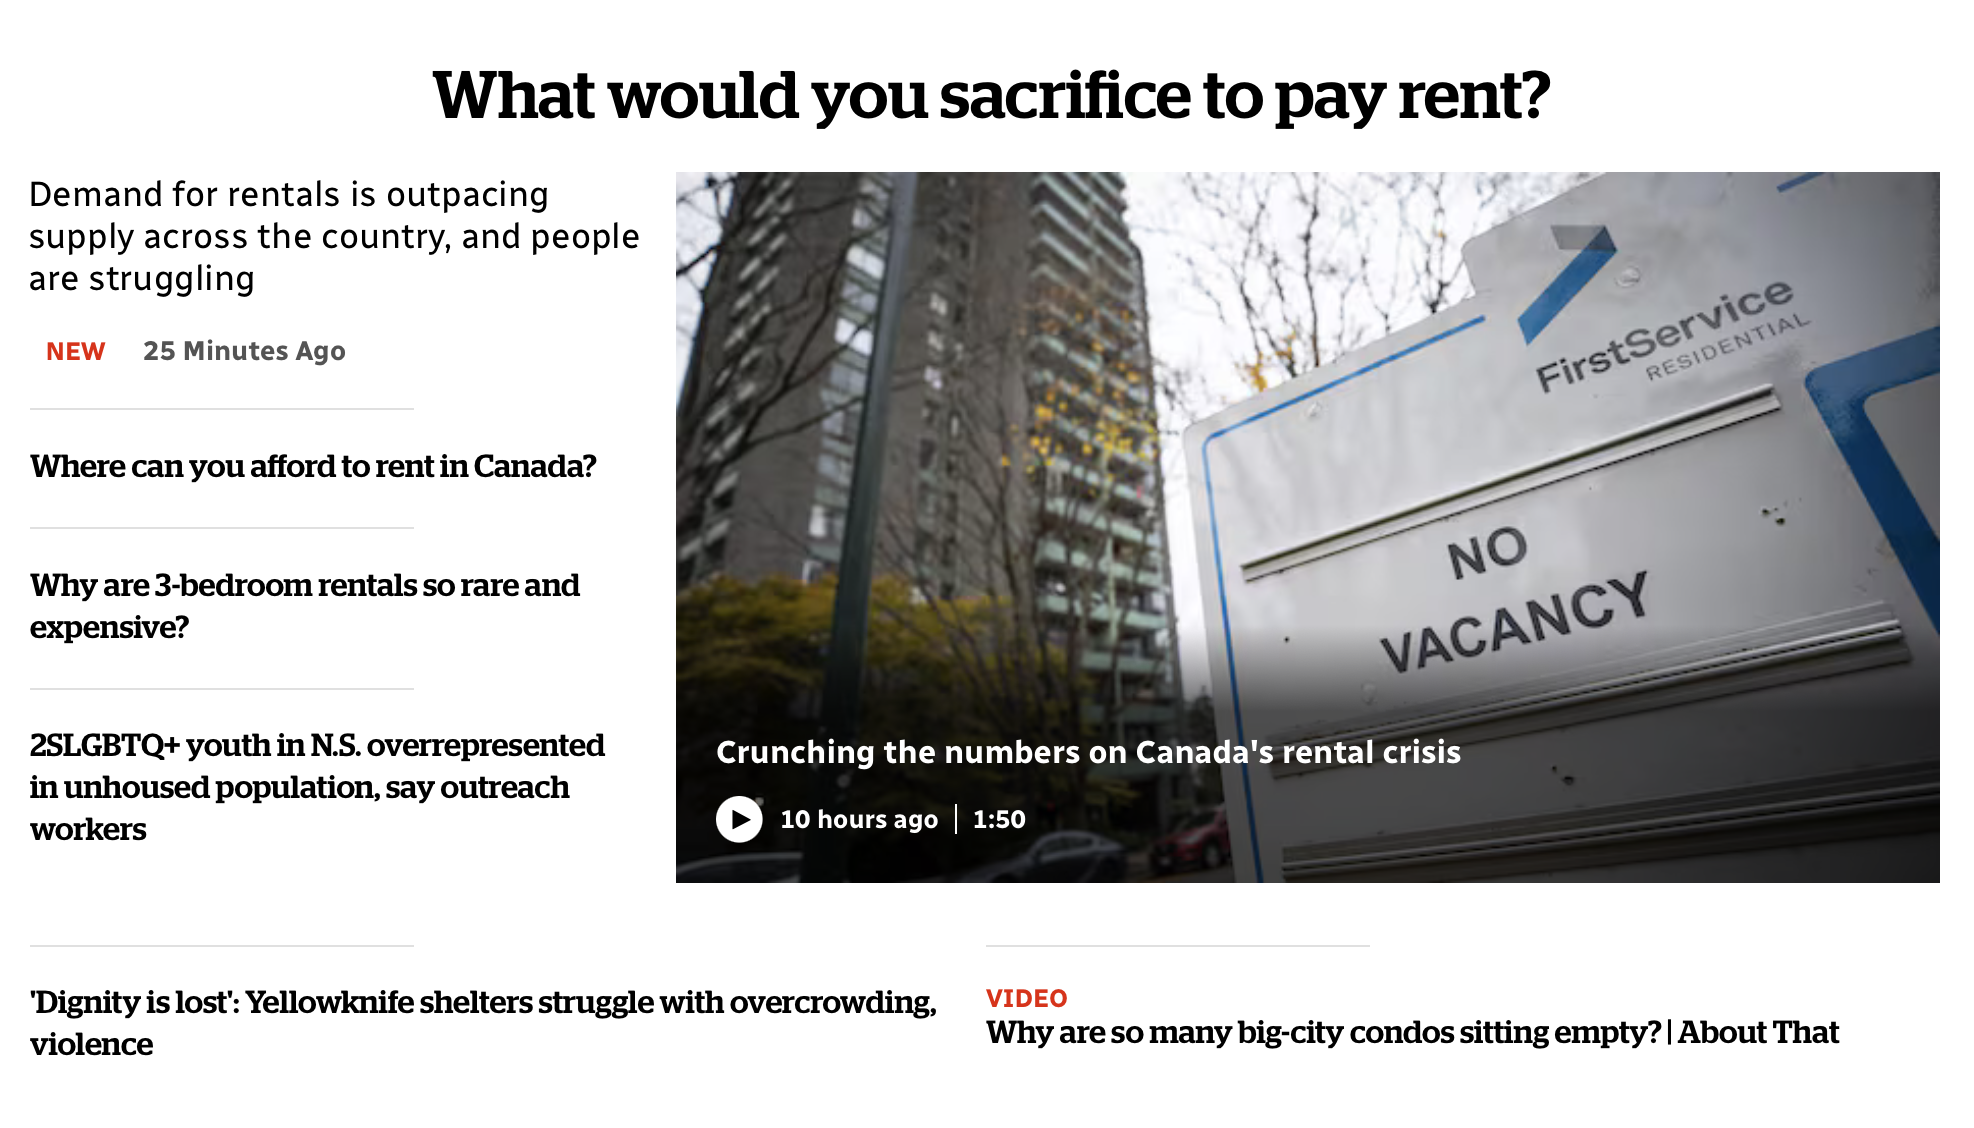 What would you sacrifice to pay rent?
Demand for rentals is outpacing
supply across the country, and people
are struggling
NEW 25 Minutes Ago
Where can you afford to rent in Canada?
Why are 3-bedroom rentals so rare and
expensive?
2SLGBTQ+ youth in N.S. overrepresented
in unhoused population, say outreach
workers
FirstService
RESIDENTIAL
NO
VACANCY
Crunching the numbers on Canada's rental crisis
10 hours ago | 1:50
'Dignity is lost': Yellowknife shelters struggle with overcrowding,
violence
VIDEO
Why are so many big-city condos sitting empty? | About That